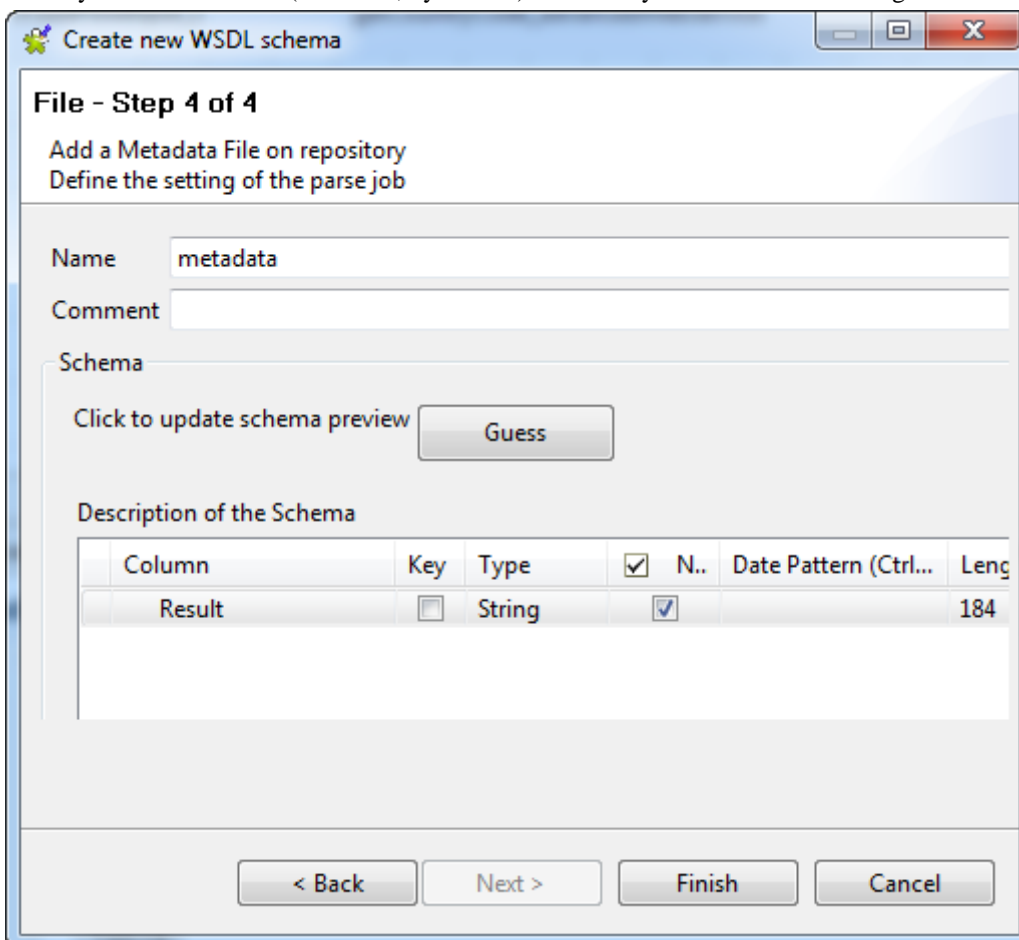 Create new WSDL schema
File - Step 4 of 4
Add a Metadata File on repository
Define the setting of the parse job
Name metadata
Comment
Schema
Click to update schema preview Guess
Description of the Schema
Column Key Type N.. Date Pattern (Ctrl... Leng
Result String 184
< Back Next > Finish Cancel